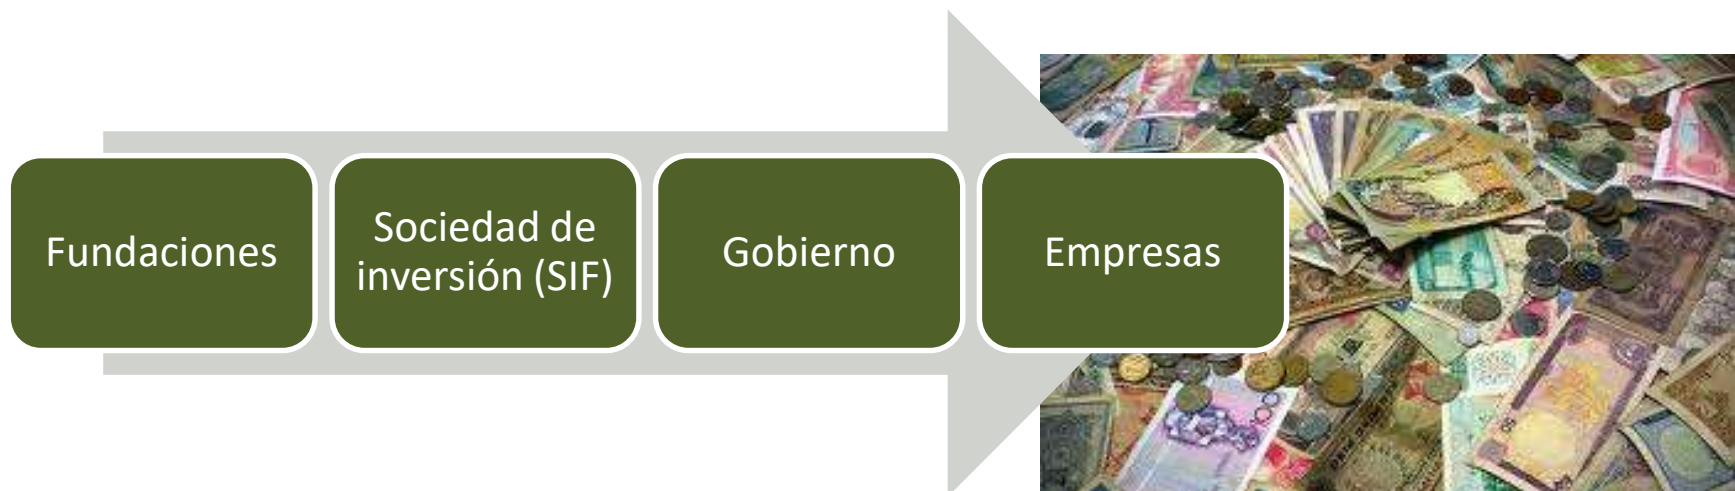 Fundaciones
Sociedad de
inversión (SIF)
Gobierno
Empresas